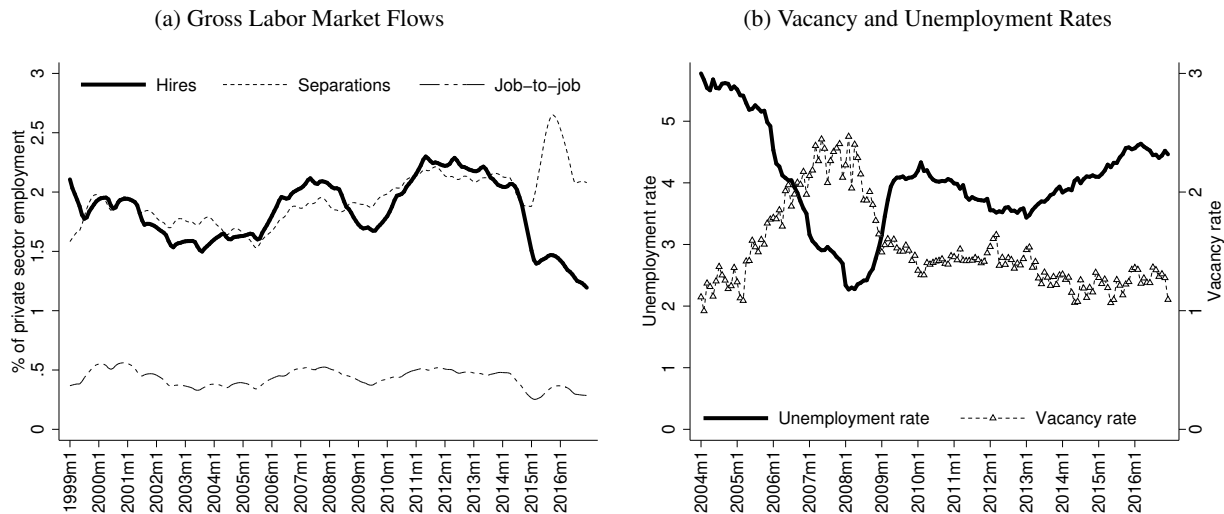 (a) Gross Labor Market Flows
Hires
Separations
Job−to−job
% of private sector employment
3
2.5
2
1.5
1
.5
0
1999m1
2000m1
2001m1
2002m1
2003m1
2004m1
2005m1
2006m1
2007m1
2008m1
2009m1
2010m1
2011m1
2012m1
2013m1
2014m1
2015m1
2016m1
(b) Vacancy and Unemployment Rates
Unemployment rate
5
4
3
2
1
0
Vacancy rate
3
2
1
0
Unemployment rate
Vacancy rate
2004m1
2005m1
2006m1
2007m1
2008m1
2009m1
2010m1
2011m1
2012m1
2013m1
2014m1
2015m1
2016m1